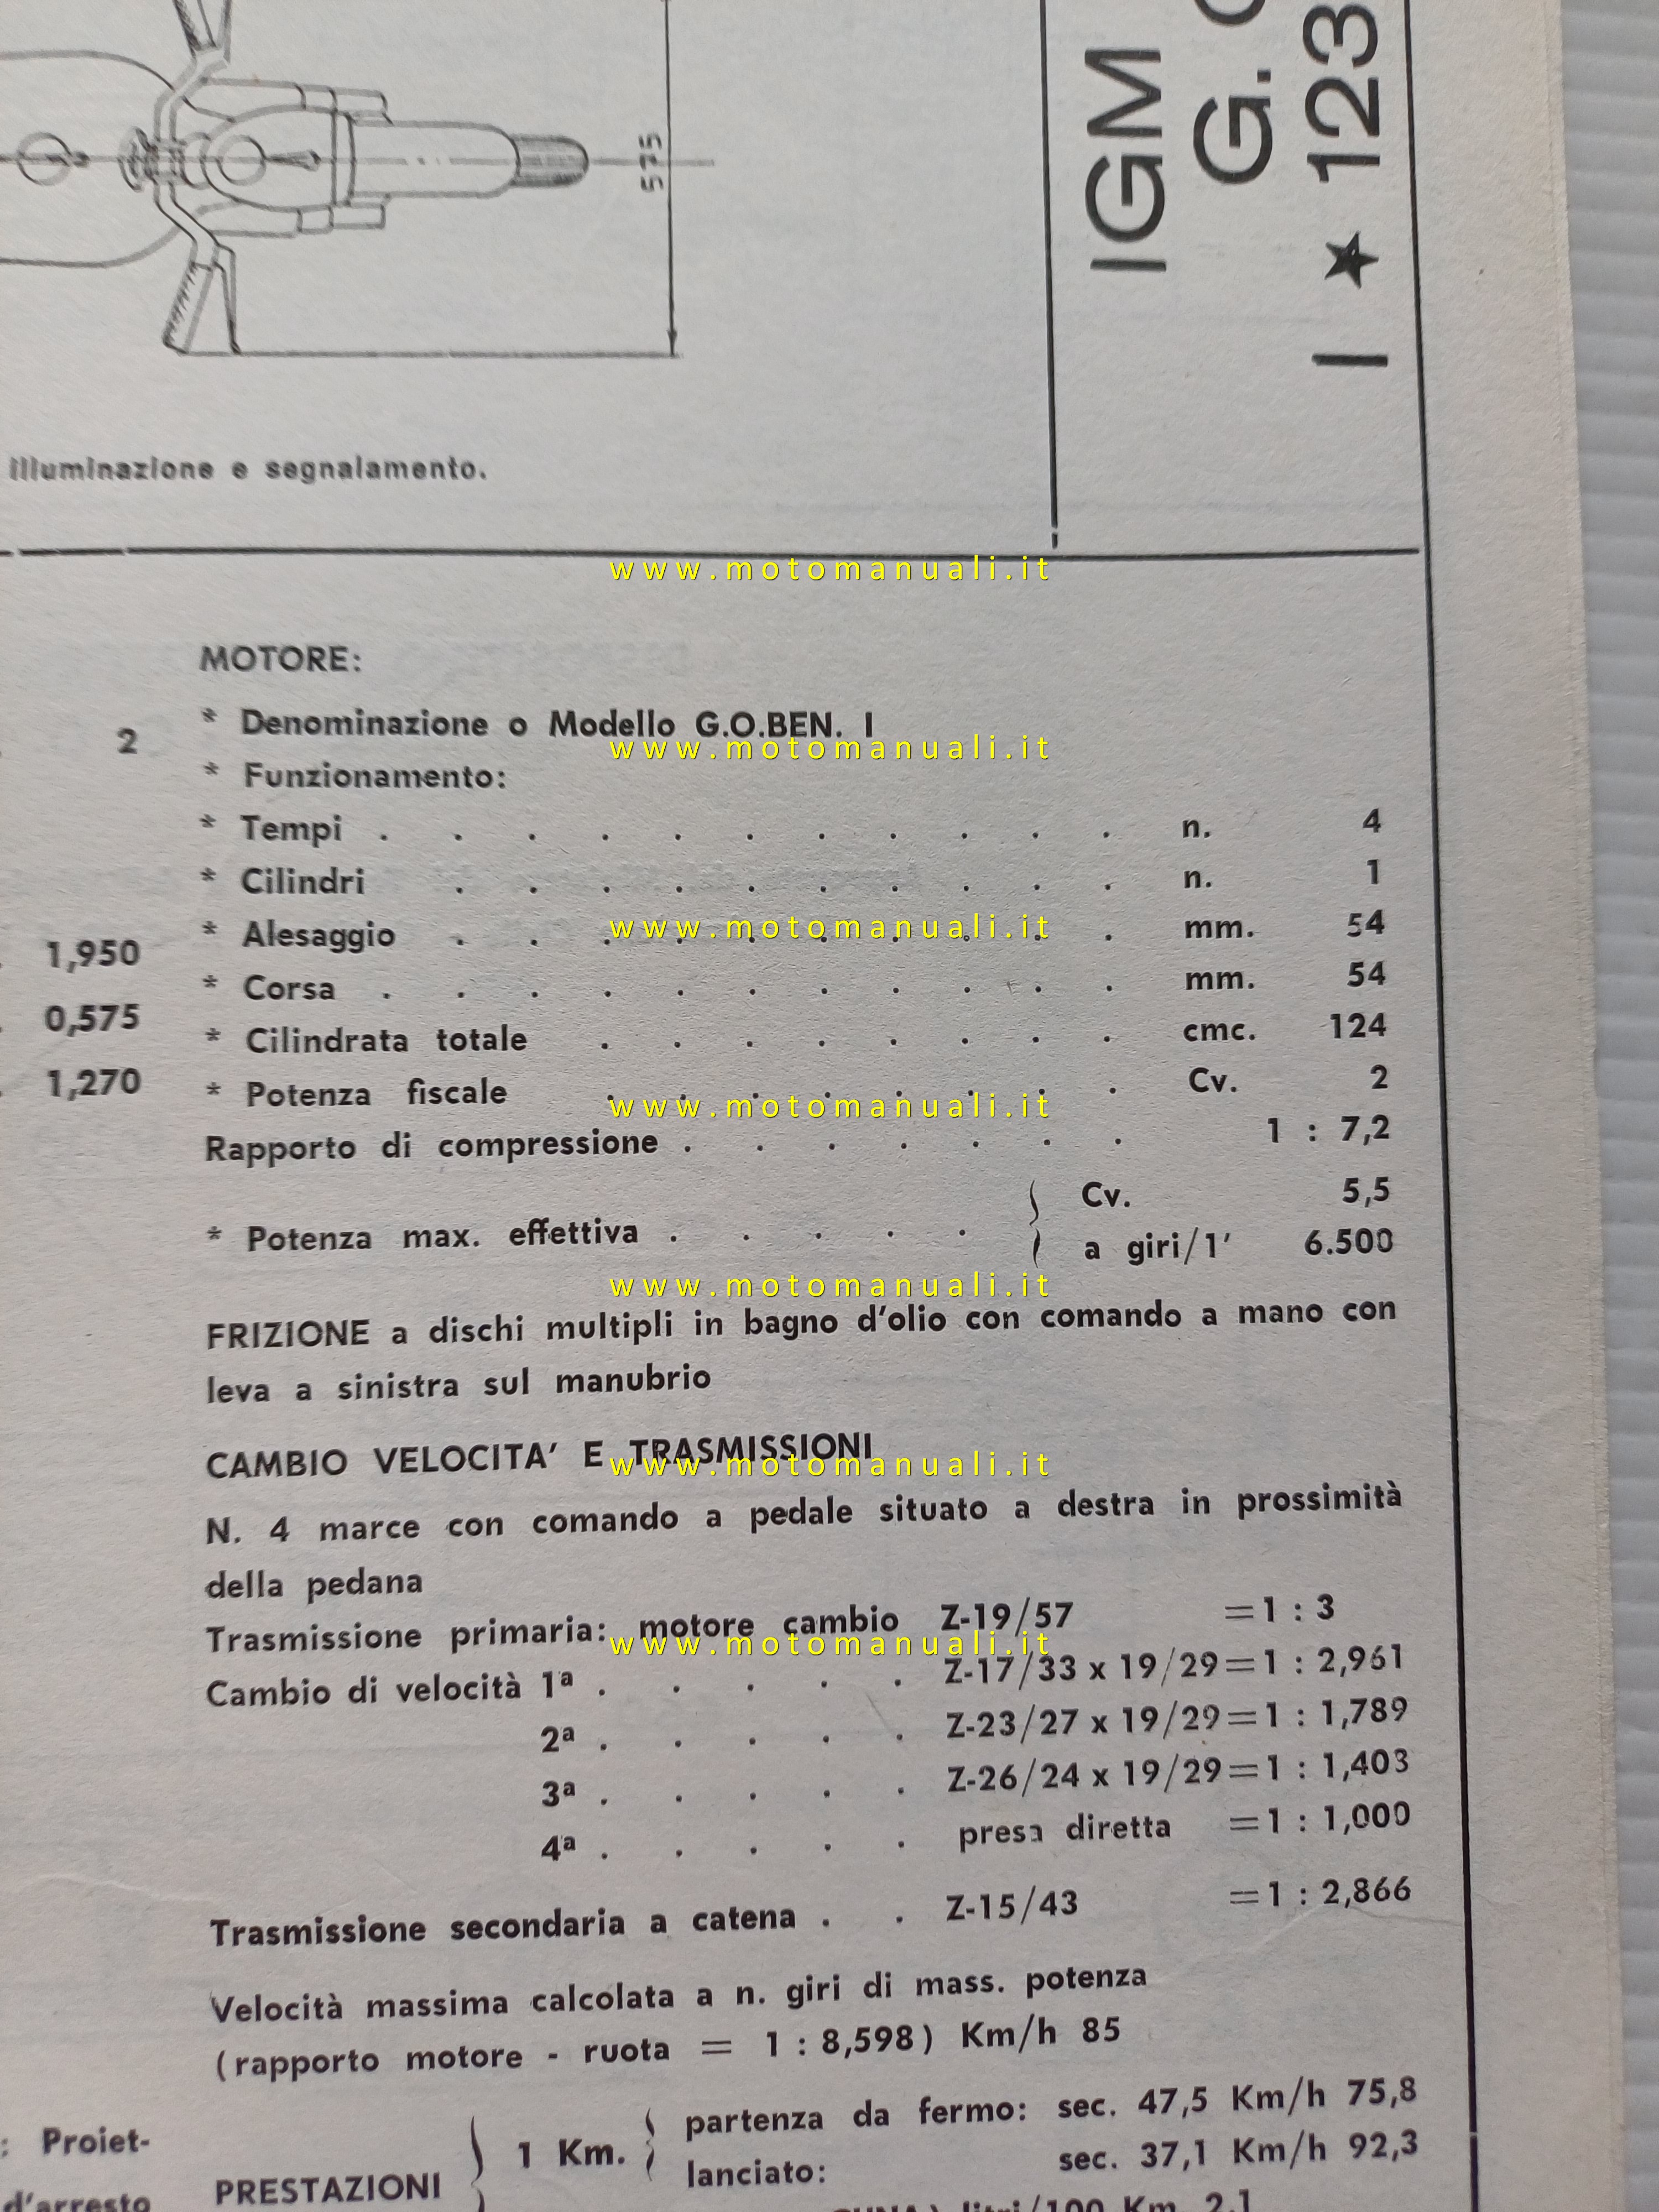 575
IGM
G.
I ★ 123
illuminazione e segnalamento.
www.motomanuali.it
MOTORE:
2
* Denominazione o Modello G.O.BEN. I
www.motomanuali.it
* Funzionamento:
* Tempi . . . . . . . . . . . n. 4
* Cilindri . . . . . . . . . . n. 1
* Alesaggio . . . . . . . . . . mm. 54
www.motomanuali.it
1,950
* Corsa . . . . . . . . . . . mm. 54
0,575
* Cilindrata totale . . . . . . . . cmc. 124
1,270
* Potenza fiscale . . . . . . . . Cv. 2
www.motomanuali.it
Rapporto di compressione . . . . . . . 1 : 7,2
* Potenza max. effettiva . . . . . { Cv. 5,5
a giri/1' 6.500
www.motomanuali.it
FRIZIONE a dischi multipli in bagno d'olio con comando a mano con
leva a sinistra sul manubrio
CAMBIO VELOCITA' E TRASMISSIONI
www.motomanuali.it
N. 4 marce con comando a pedale situato a destra in prossimità
della pedana
Trasmissione primaria: motore cambio Z-19/57 =1 : 3
www.motomanuali.it
Cambio di velocità 1ª . . . . . Z-17/33 x 19/29=1 : 2,961
2ª . . . . . Z-23/27 x 19/29=1 : 1,789
3ª . . . . . Z-26/24 x 19/29=1 : 1,403
4ª . . . . . presa diretta =1 : 1,000
Trasmissione secondaria a catena . . Z-15/43 =1 : 2,866
Velocità massima calcolata a n. giri di mass. potenza
(rapporto motore - ruota = 1 : 8,598) Km/h 85
: Proiet-
d'arresto
PRESTAZIONI } 1 Km. { partenza da fermo: sec. 47,5 Km/h 75,8
lanciato: sec. 37,1 Km/h 92,3
litri/100 Km. 2,1